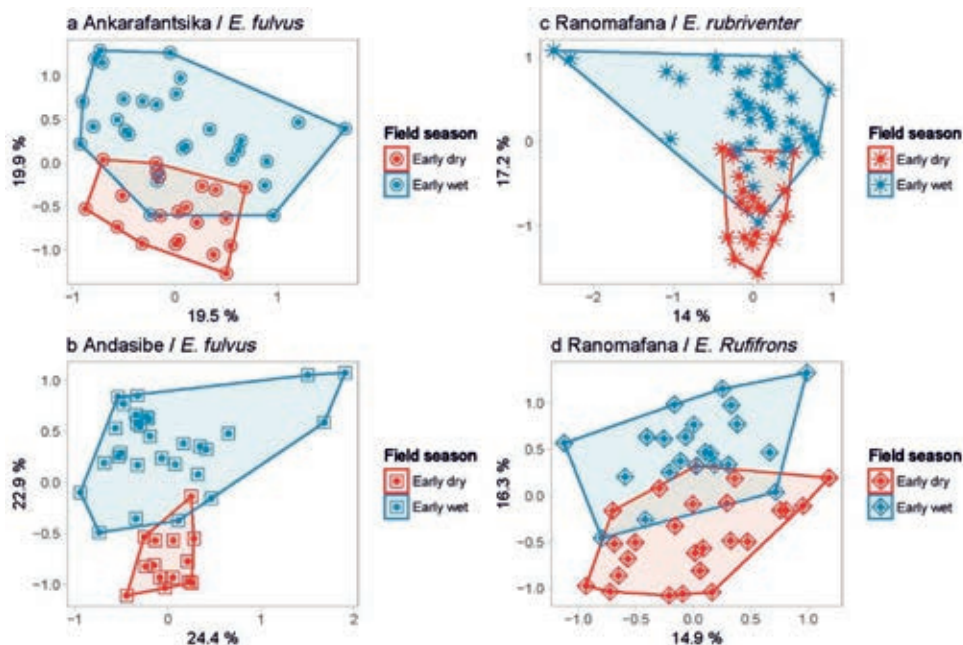 a Ankarafantsika / E. fulvus
19.9 %
1.0
0.5
0.0
−0.5
−1.0
−1
0
1
19.5 %
Field season
Early dry
Early wet
c Ranomafana / E. rubriventer
17.2 %
1
0
−1
−2
−1
0
1
14 %
Field season
Early dry
Early wet
b Andasibe / E. fulvus
22.9 %
1.0
0.5
0.0
−0.5
−1.0
−1
0
1
2
24.4 %
Field season
Early dry
Early wet
d Ranomafana / E. Rufifrons
16.3 %
1.0
0.5
0.0
−0.5
−1.0
−1.0
−0.5
0.0
0.5
1.0
14.9 %
Field season
Early dry
Early wet